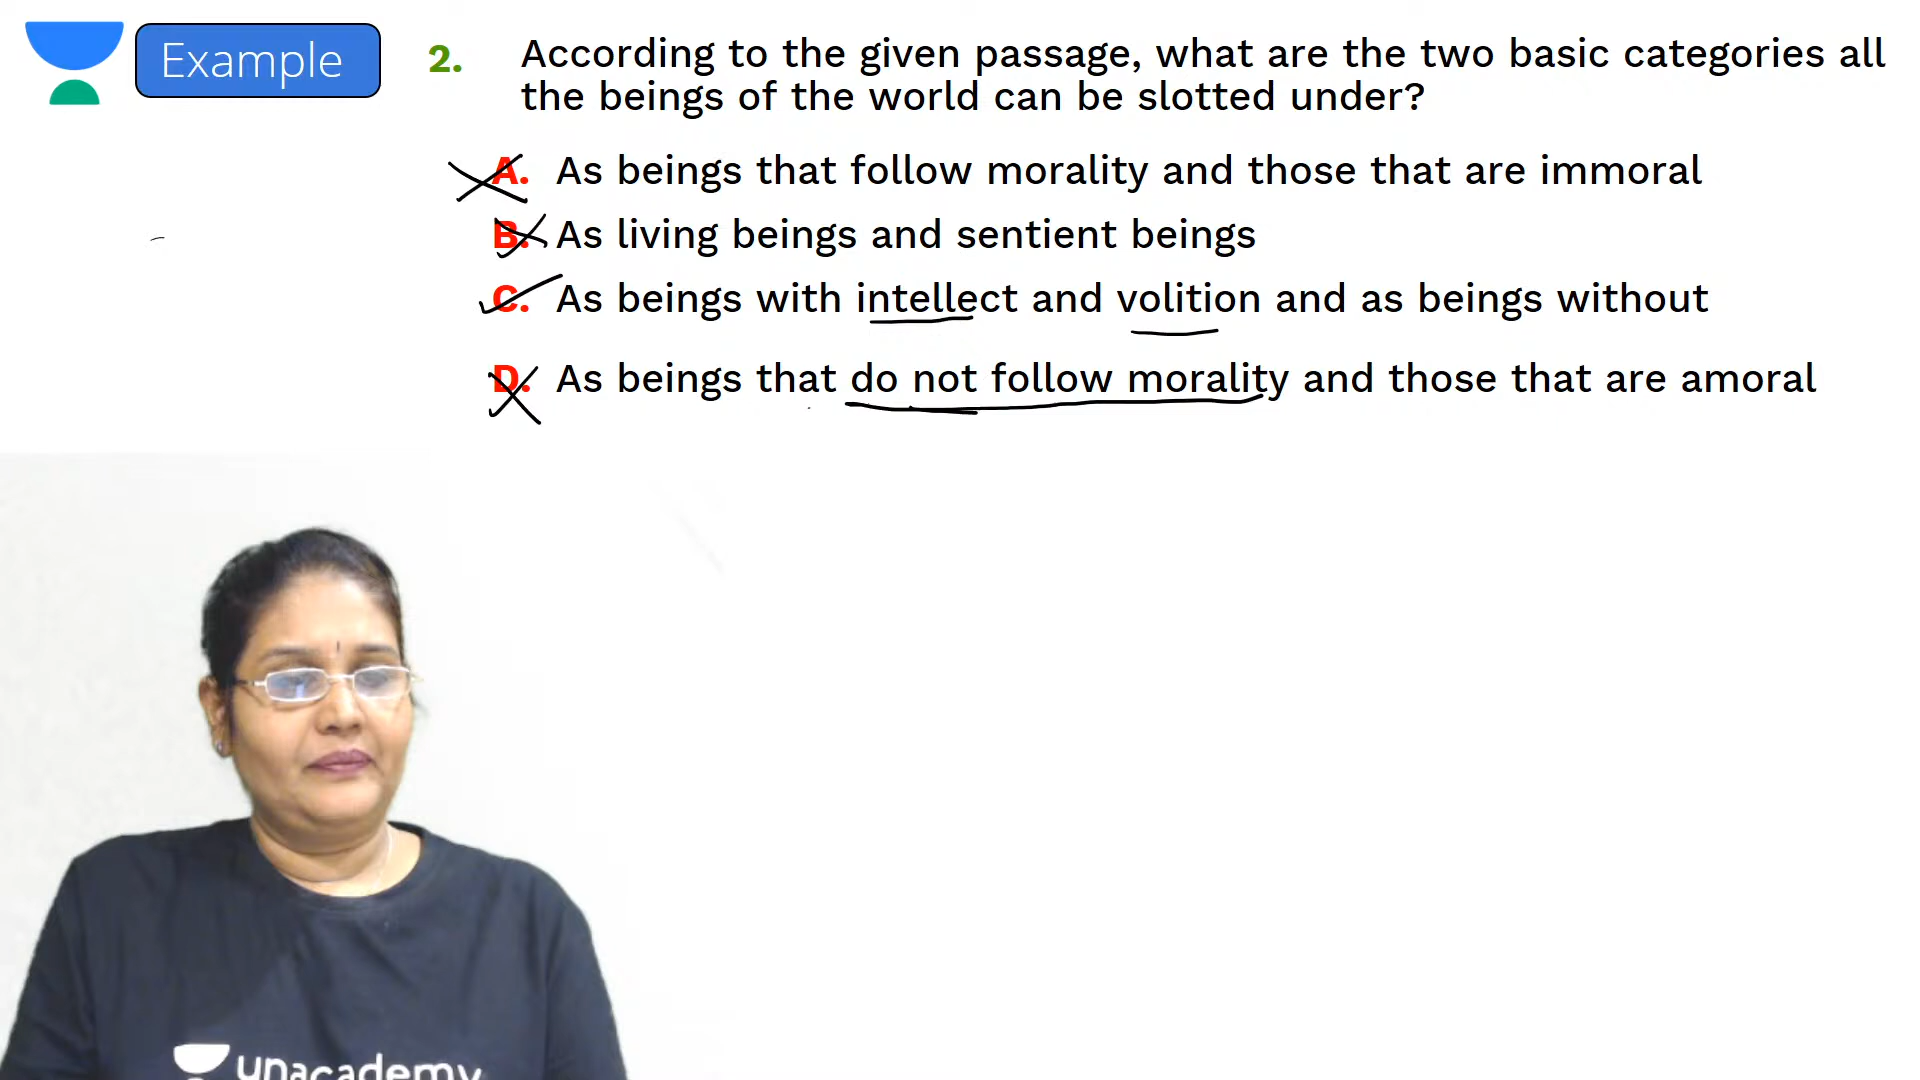 Example
2. According to the given passage, what are the two basic categories all
the beings of the world can be slotted under?
A. As beings that follow morality and those that are immoral
B. As living beings and sentient beings
C. As beings with intellect and volition and as beings without
D. As beings that do not follow morality and those that are amoral
unacademy